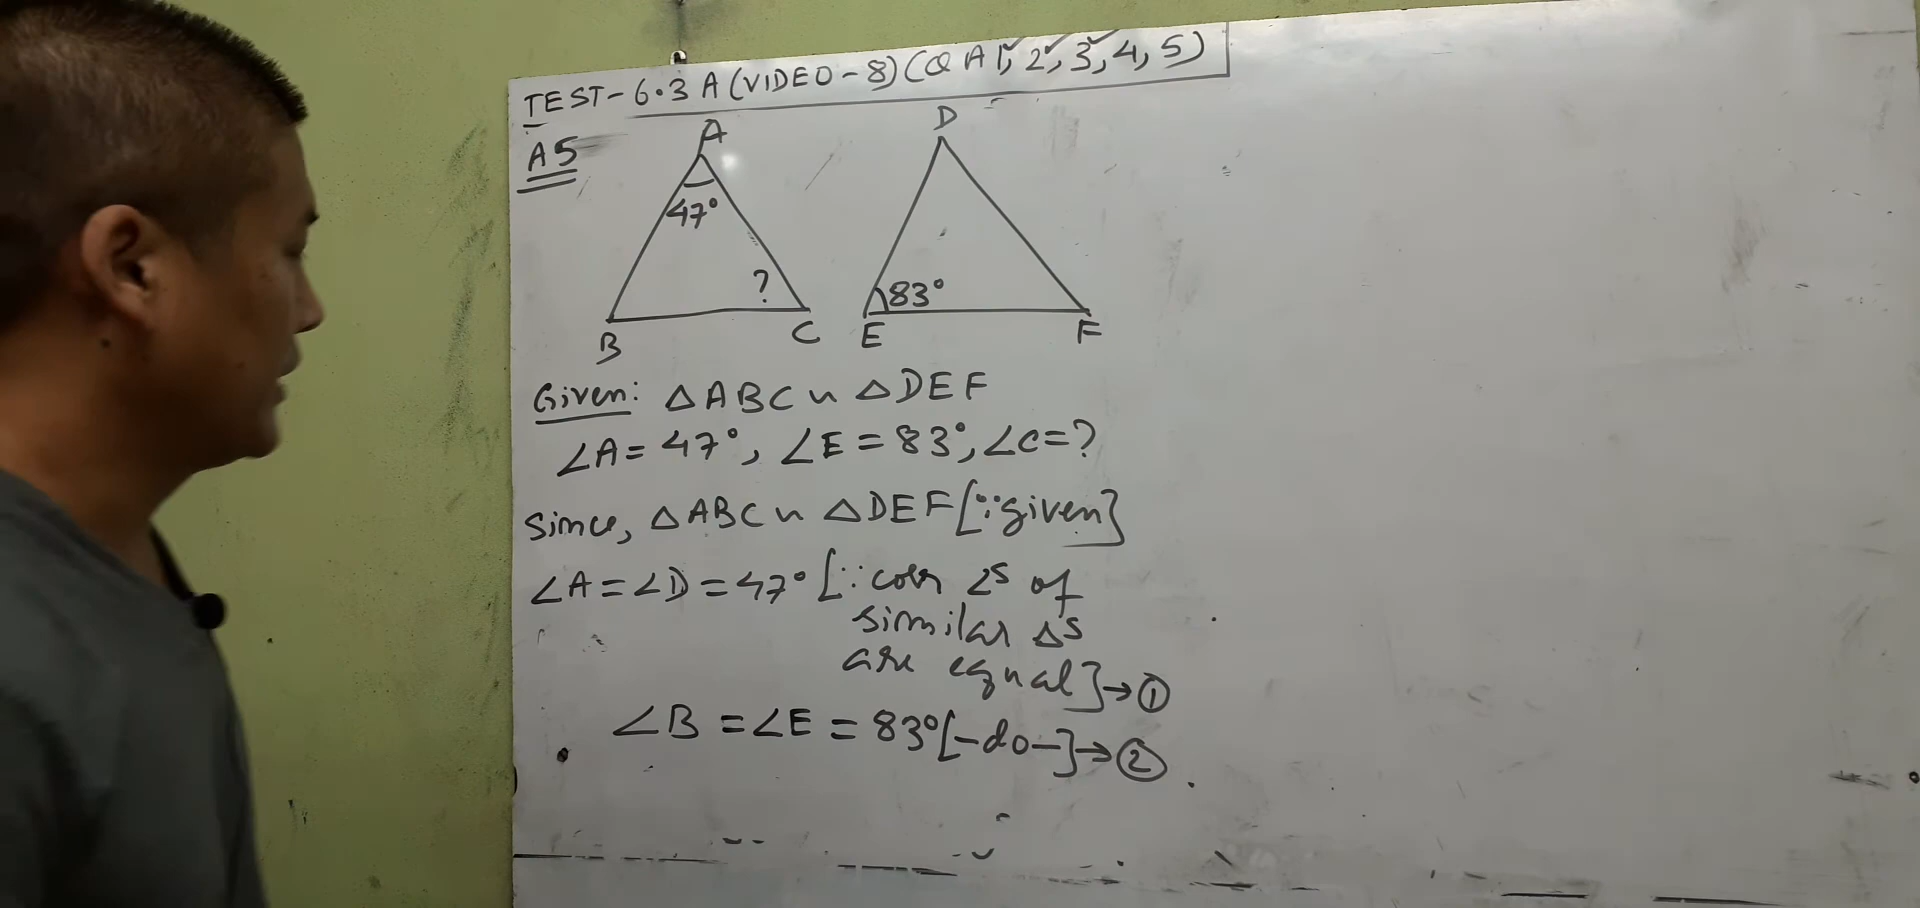 TEST-6.3 A (VIDEO-8) (Q A 1, 2, 3, 4, 5)
A5
A
D
47°
?
83°
B
C
E
F
Given: △ABC ~ △DEF
∠A = 47°, ∠E = 83°, ∠C = ?
Since, △ABC ~ △DEF [∵ given]
∠A = ∠D = 47° [∵ corr ∠s of
similar △s
are equal] → ①
∠B = ∠E = 83° [-do-] → ②